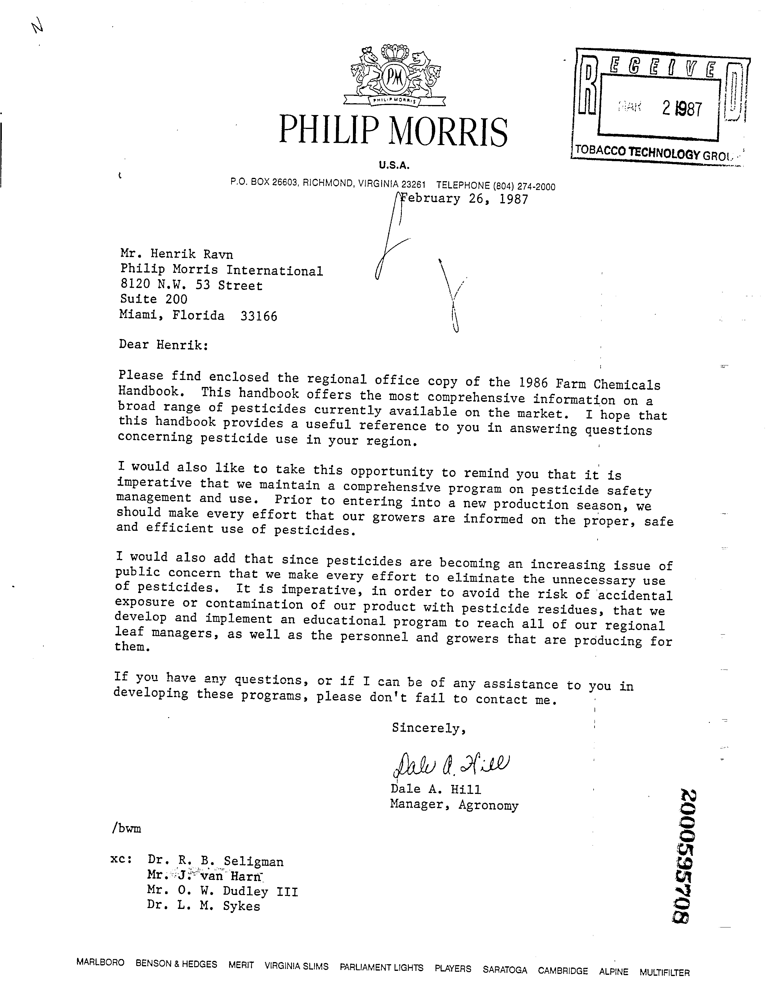 PM
PHILIP MORRIS
RECEIVED
MAR 2 1987
TOBACCO TECHNOLOGY
PHILIP MORRIS
U.S.A.
P.O. BOX 26603, RICHMOND, VIRGINIA 23261 TELEPHONE (804) 274-2000
February 26, 1987
Mr. Henrik Ravn
Philip Morris International
8120 N.W. 53 Street
Suite 200
Miami, Florida 33166
Dear Henrik:
Please find enclosed the regional office copy of the 1986 Farm Chemicals
Handbook. This handbook offers the most comprehensive information on a
broad range of pesticides currently available on the market. I hope that
this handbook provides a useful reference to you in answering questions
concerning pesticide use in your region.
I would also like to take this opportunity to remind you that it is
imperative that we maintain a comprehensive program on pesticide safety
management and use. Prior to entering into a new production season, we
should make every effort that our growers are informed on the proper, safe
and efficient use of pesticides.
I would also add that since pesticides are becoming an increasing issue of
public concern that we make every effort to eliminate the unnecessary use
of pesticides. It is imperative, in order to avoid the risk of accidental
exposure or contamination of our product with pesticide residues, that we
develop and implement an educational program to reach all of our regional
leaf managers, as well as the personnel and growers that are producing for
them.
If you have any questions, or if I can be of any assistance to you in
developing these programs, please don't fail to contact me.
Sincerely,
Dale A. Hill
Dale A. Hill
Manager, Agronomy
/bwm
xc: Dr. R. B. Seligman
Mr. J. van Harn
Mr. O. W. Dudley III
Dr. L. M. Sykes
2000595708
MARLBORO BENSON & HEDGES MERIT VIRGINIA SLIMS PARLIAMENT LIGHTS PLAYERS SARATOGA CAMBRIDGE ALPINE MULTIFILTER